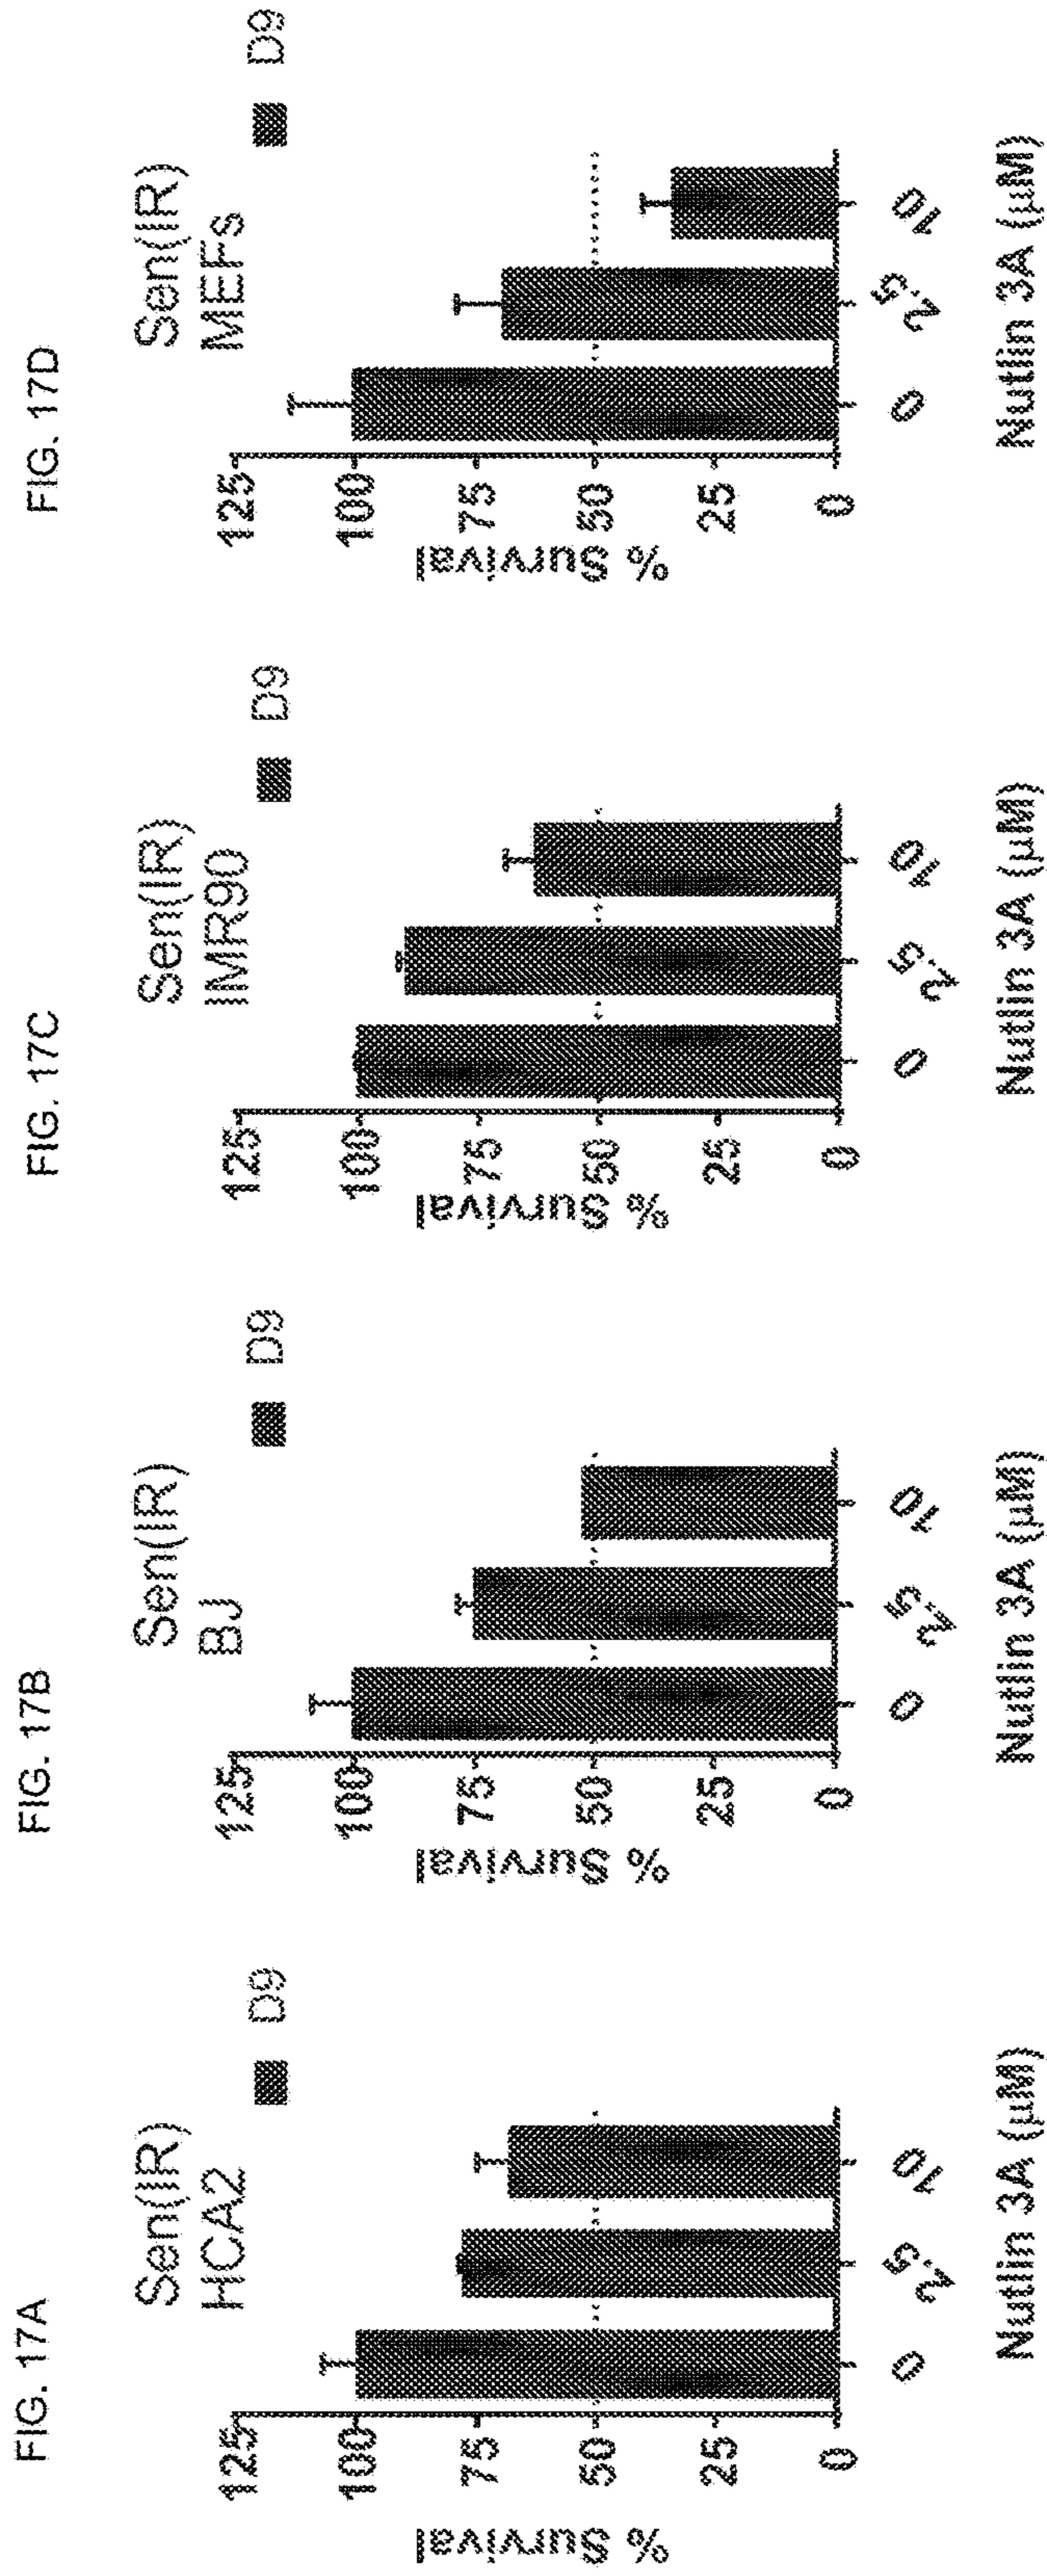 FIG. 17A
Sen(IR)
HCA2
D9
% Survival
125
100
75
50
25
0
0
2.5
10
Nutlin 3A (µM)
FIG. 17B
Sen(IR)
BJ
D9
% Survival
125
100
75
50
25
0
0
2.5
10
Nutlin 3A (µM)
FIG. 17C
Sen(IR)
IMR90
D9
% Survival
125
100
75
50
25
0
0
2.5
10
Nutlin 3A (µM)
FIG. 17D
Sen(IR)
MEFs
D9
% Survival
125
100
75
50
25
0
0
2.5
10
Nutlin 3A (µM)